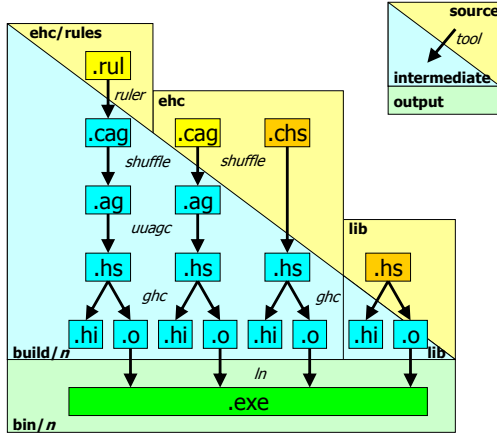 ehc/rules
source
tool
intermediate
output
.rul
ruler
ehc
.cag .cag .chs
shuffle shuffle
.ag .ag
uuagc
lib
.hs .hs .hs .hs
ghc ghc
.hi .o .hi .o .hi .o .hi .o
build/n lib
ln
.exe
bin/n